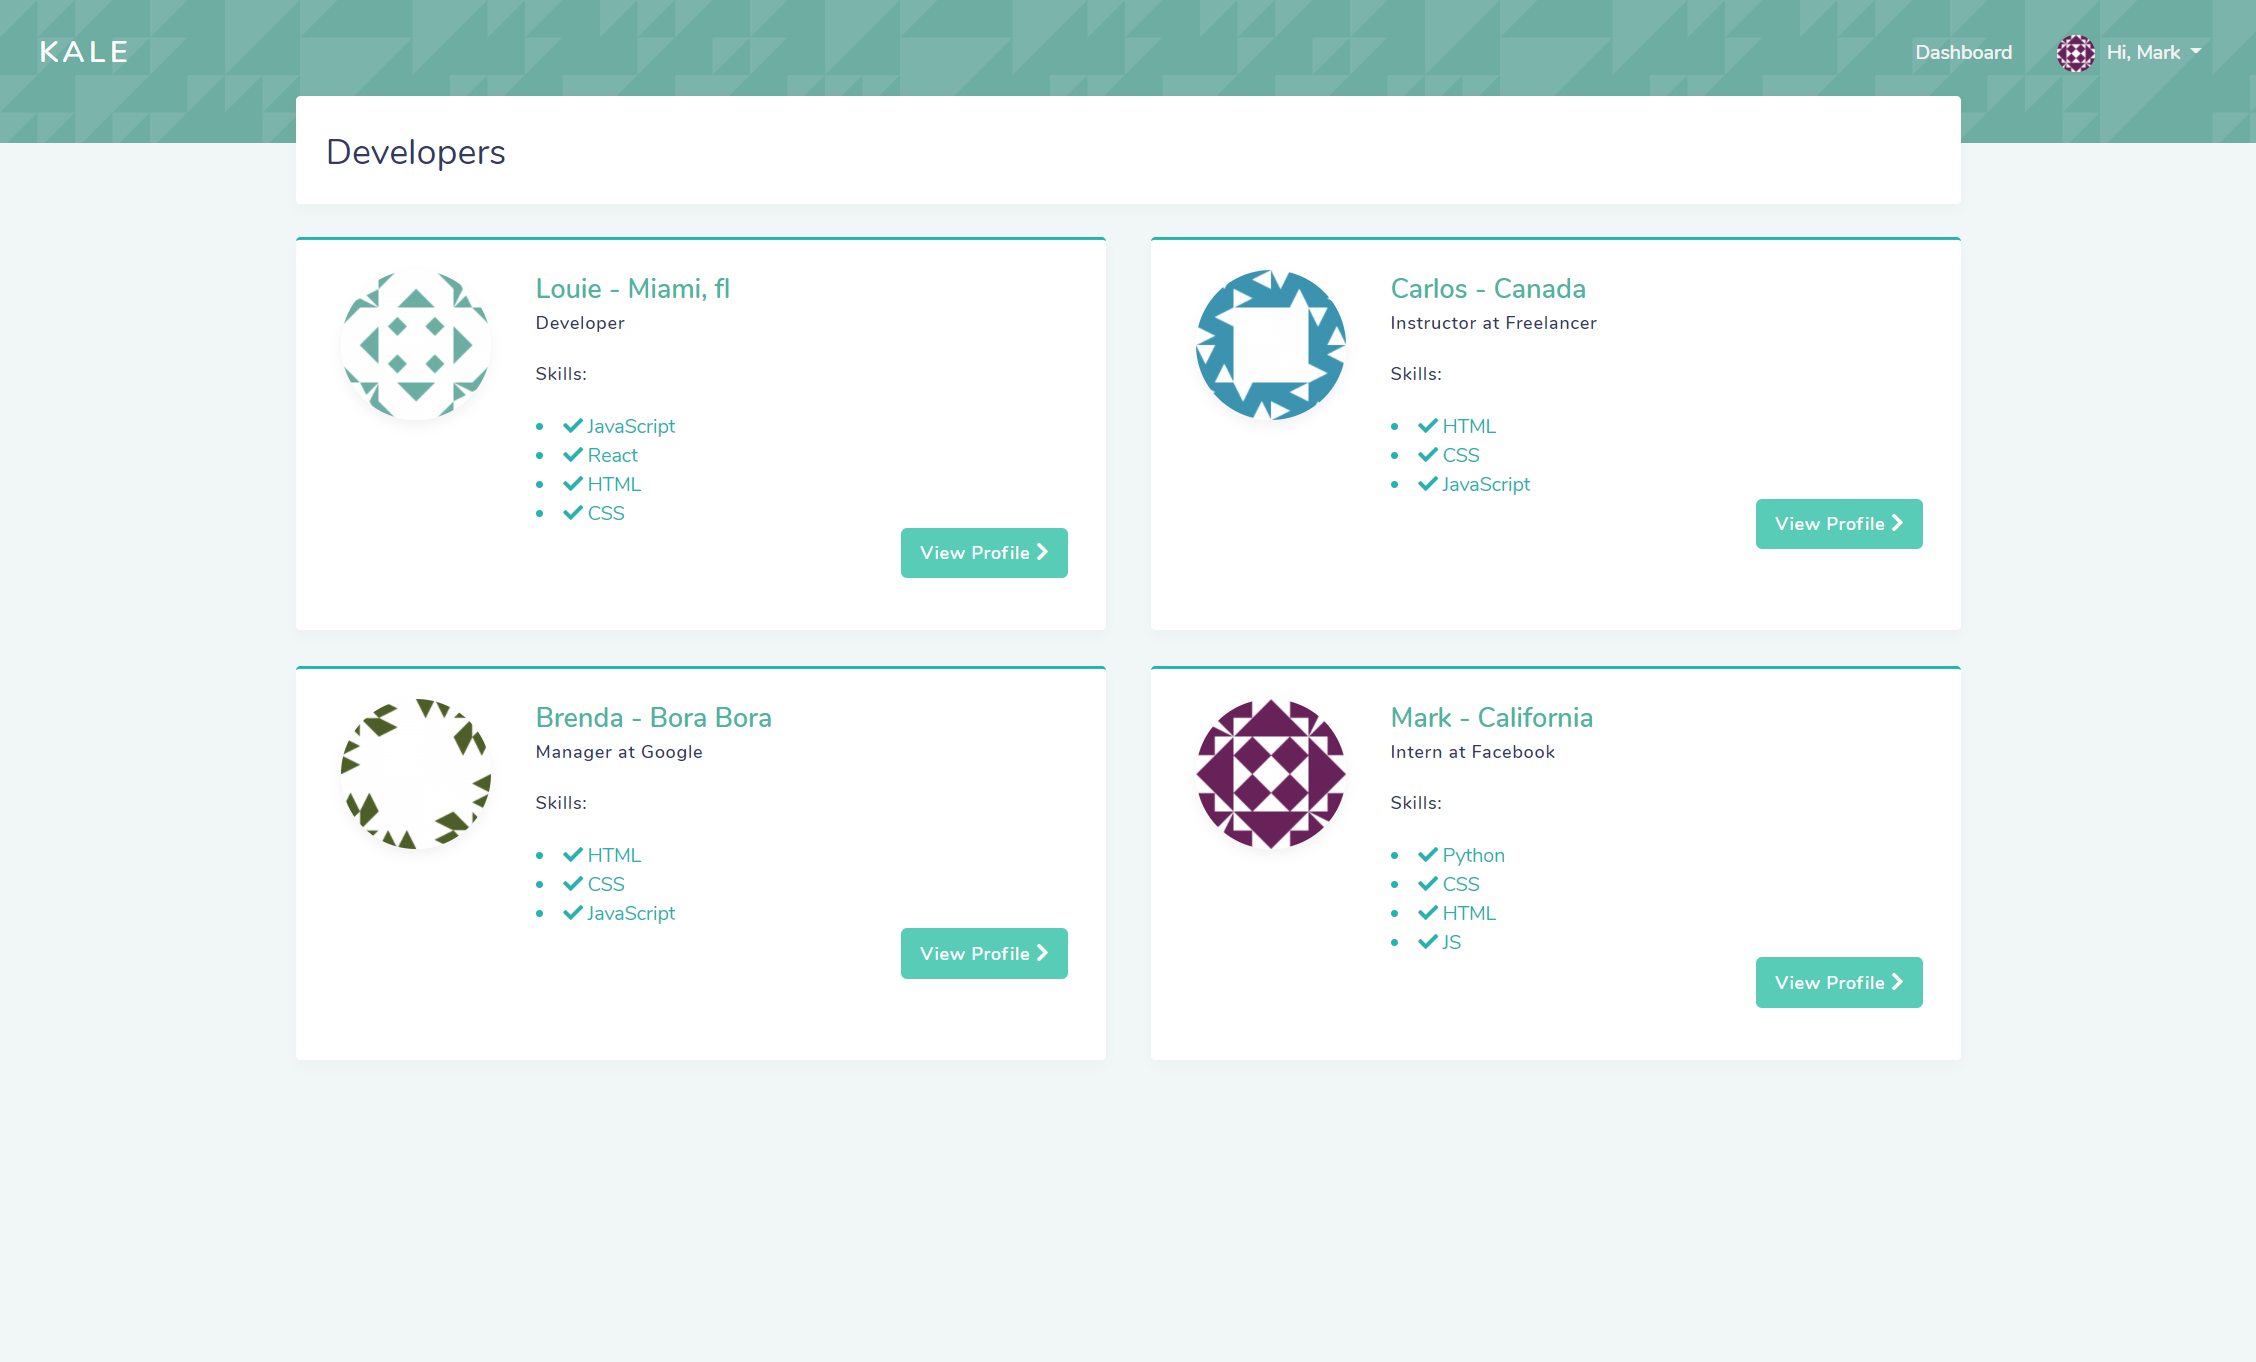 KALE
Dashboard
Hi, Mark
Developers
Louie - Miami, fl
Developer
Skills:
JavaScript
React
HTML
CSS
View Profile
Carlos - Canada
Instructor at Freelancer
Skills:
HTML
CSS
JavaScript
View Profile
Brenda - Bora Bora
Manager at Google
Skills:
HTML
CSS
JavaScript
View Profile
Mark - California
Intern at Facebook
Skills:
Python
CSS
HTML
JS
View Profile